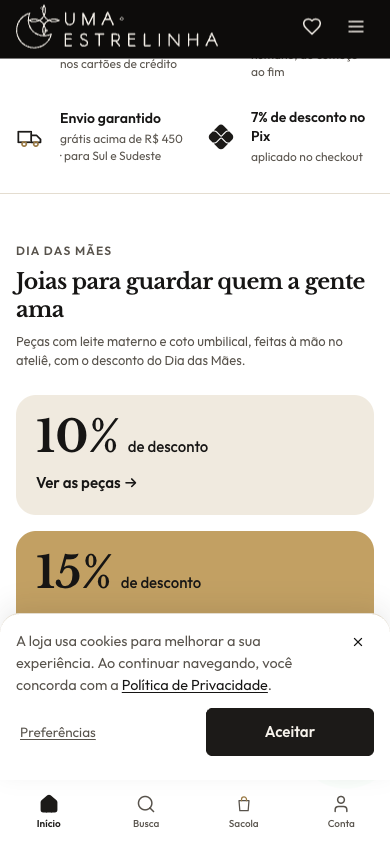 UMA
ESTRELINHA
nos cartões de crédito
ao fim
Envio garantido
grátis acima de R$ 450
· para Sul e Sudeste
7% de desconto no
Pix
aplicado no checkout
DIA DAS MÃES
Joias para guardar quem a gente
ama
Peças com leite materno e coto umbilical, feitas à mão no
ateliê, com o desconto do Dia das Mães.
10% de desconto
Ver as peças →
15% de desconto
A loja usa cookies para melhorar a sua
experiência. Ao continuar navegando, você
concorda com a Política de Privacidade.
Preferências
Aceitar
Início
Busca
Sacola
Conta